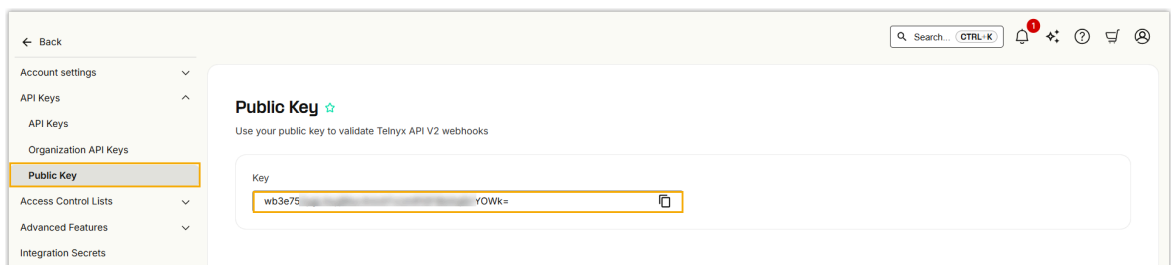 Back
Search... CTRL+K
1
Account settings
API Keys
API Keys
Organization API Keys
Public Key
Access Control Lists
Advanced Features
Integration Secrets
Public Key
Use your public key to validate Telnyx API V2 webhooks
Key
wb3e75 YOWk=